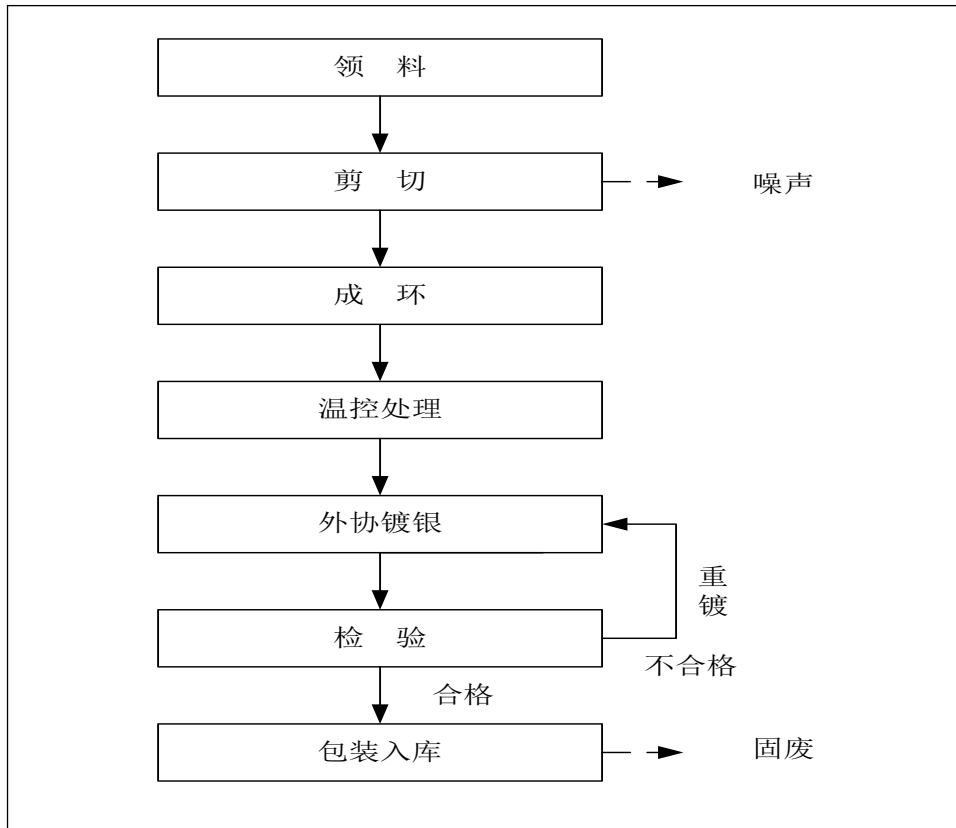 领 料
剪 切
噪声
成 环
温控处理
外协镀银
重
镀
检 验
不合格
合格
包装入库
固废